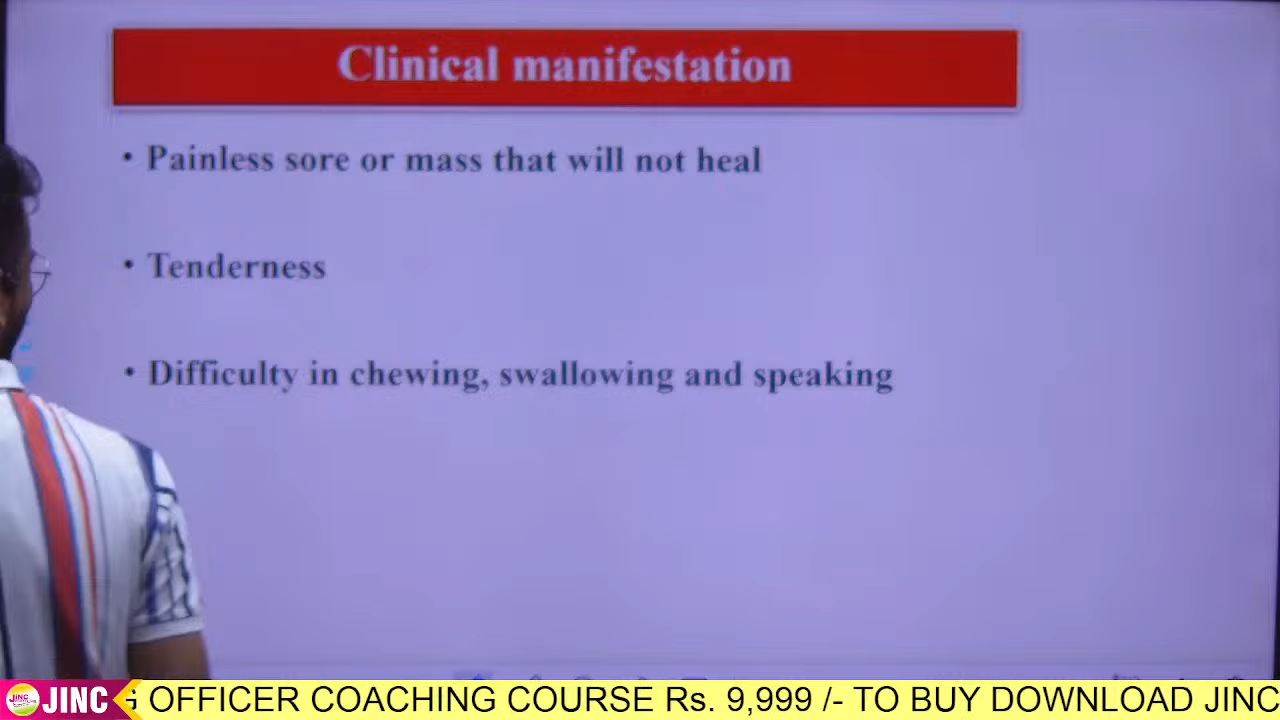 Clinical manifestation
• Painless sore or mass that will not heal
• Tenderness
• Difficulty in chewing, swallowing and speaking
JINC OFFICER COACHING COURSE Rs. 9,999 /- TO BUY DOWNLOAD JINC